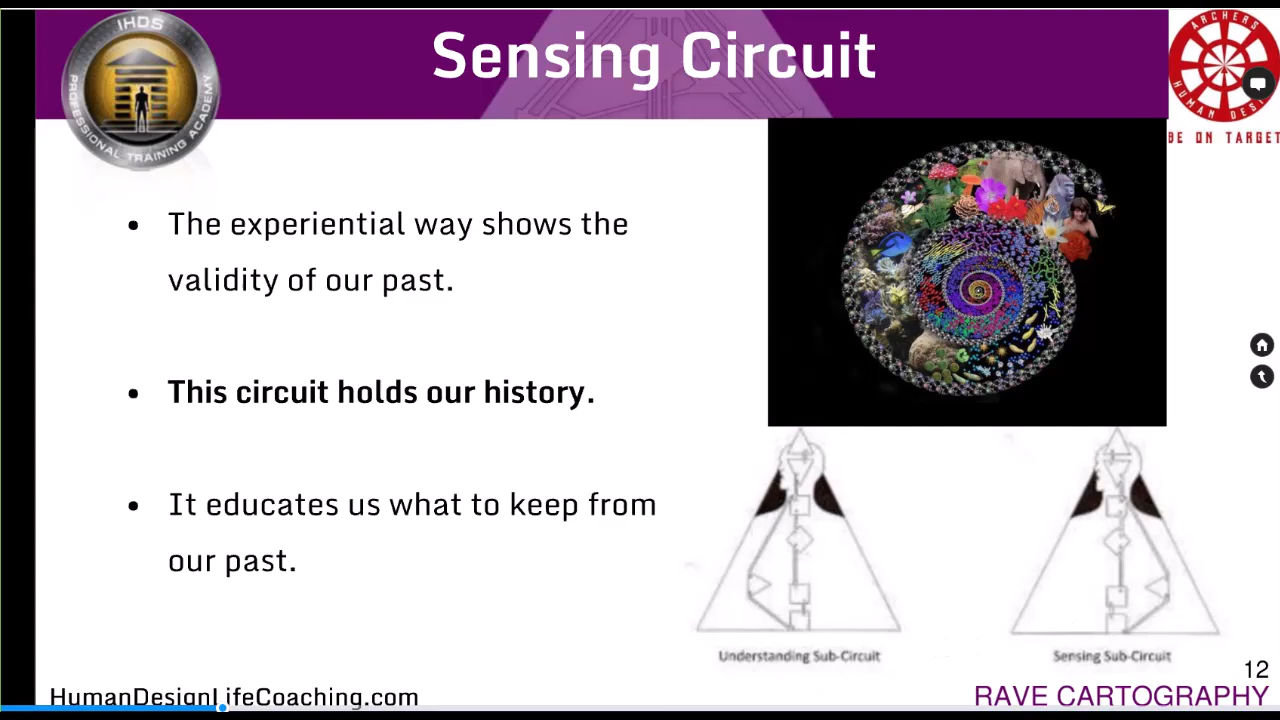 IHDS
PROFESSIONAL TRAINING ACADEMY
Sensing Circuit
ARCHERS
HUMAN DESI
BE ON TARGET
• The experiential way shows the
validity of our past.
• This circuit holds our history.
• It educates us what to keep from
our past.
Understanding Sub-Circuit
Sensing Sub-Circuit
12
HumanDesignLifeCoaching.com
RAVE CARTOGRAPHY